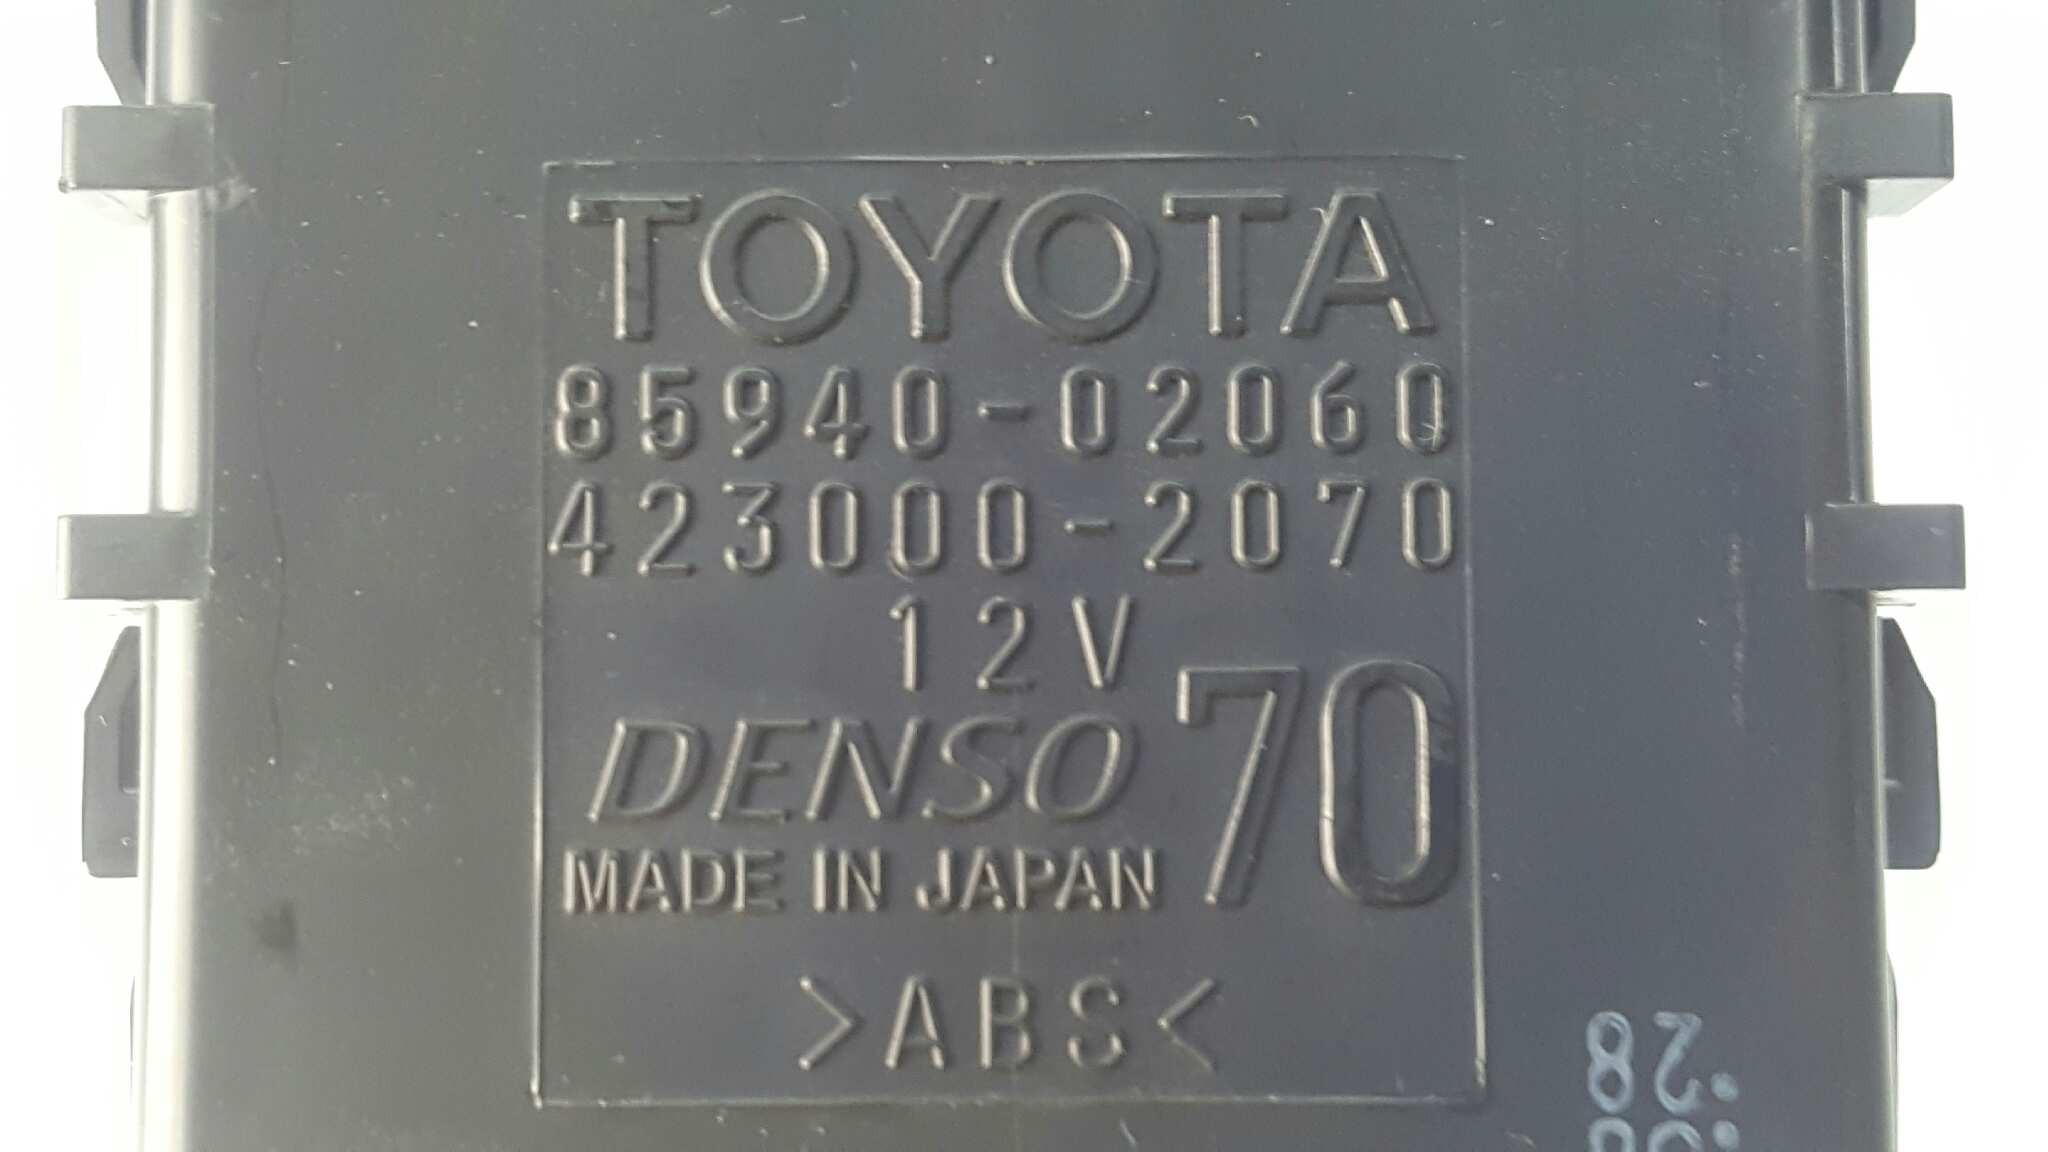 TOYOTA
85940-02060
423000-2070
12V
DENSO 70
MADE IN JAPAN
>ABS<